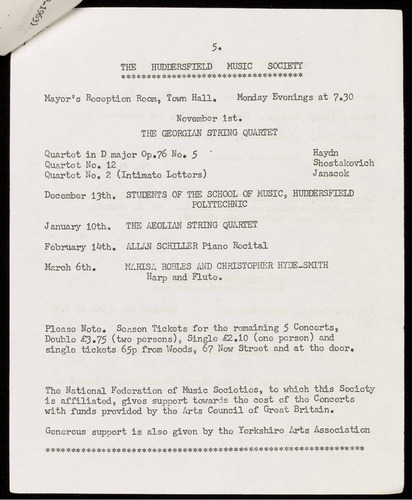 -1963)
5.
THE HUDDERSFIELD MUSIC SOCIETY
************************************
Mayor's Reception Room, Town Hall. Monday Evenings at 7.30
November 1st.
THE GEORGIAN STRING QUARTET
Quartet in D major Op.76 No. 5 Haydn
Quartet No. 12 Shostakovich
Quartet No. 2 (Intimate Letters) Janacek
December 13th. STUDENTS OF THE SCHOOL OF MUSIC, HUDDERSFIELD
POLYTECHNIC
January 10th. THE AEOLIAN STRING QUARTET
February 14th. ALLAN SCHILLER Piano Recital
March 6th. MARISA ROBLES AND CHRISTOPHER HYDE-SMITH
Harp and Flute.
Please Note. Season Tickets for the remaining 5 Concerts,
Double £3.75 (two persons), Single £2.10 (one person) and
single tickets 65p from Woods, 67 New Street and at the door.
The National Federation of Music Societies, to which this Society
is affiliated, gives support towards the cost of the Concerts
with funds provided by the Arts Council of Great Britain.
Generous support is also given by the Yorkshire Arts Association
****************************************************************